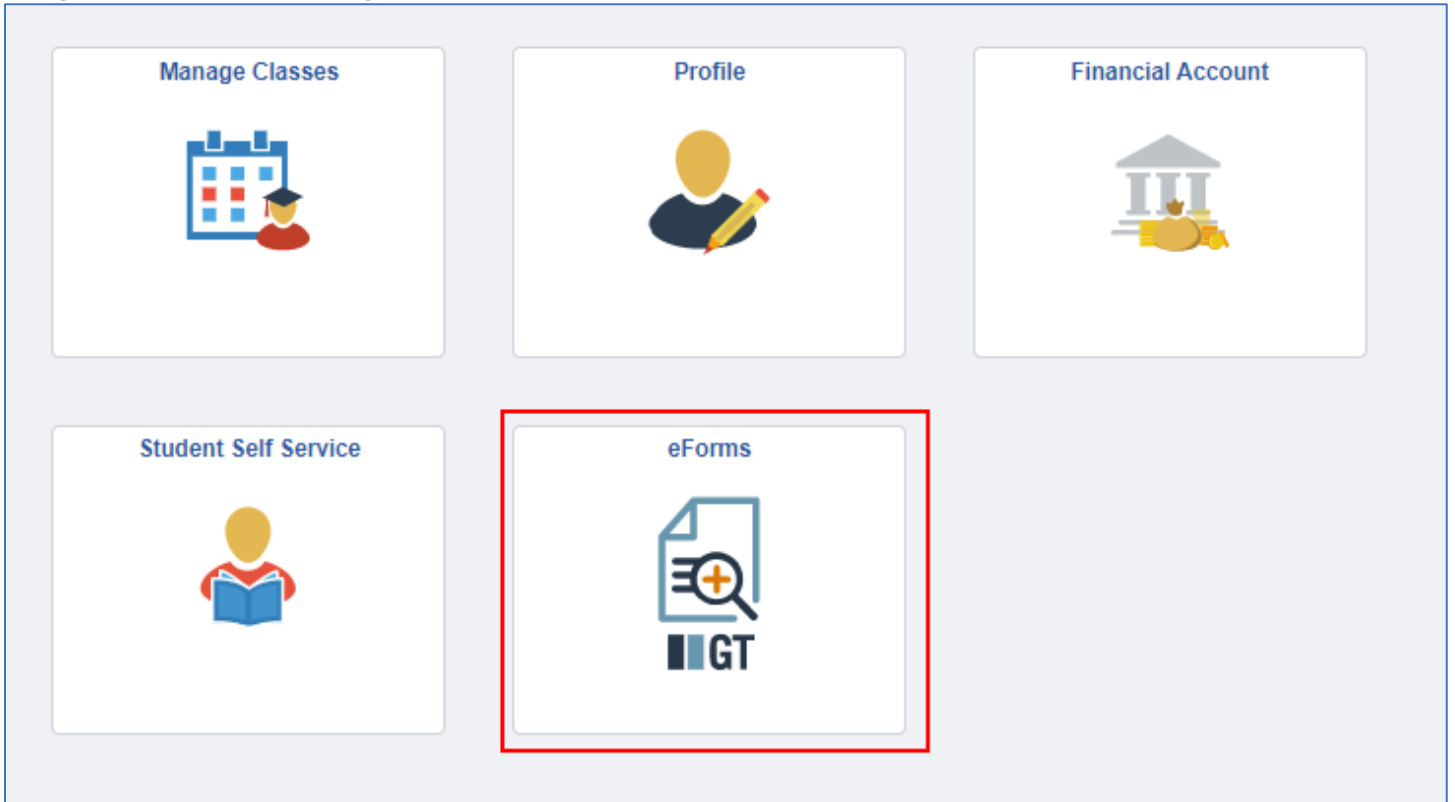 Manage Classes
Profile
Financial Account
Student Self Service
eForms
GT